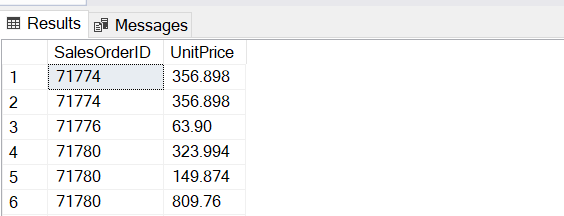 Results Messages
SalesOrderID UnitPrice
1 71774 356.898
2 71774 356.898
3 71776 63.90
4 71780 323.994
5 71780 149.874
6 71780 809.76